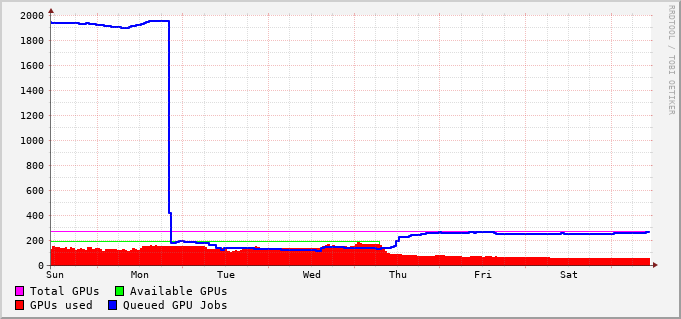 RRDTOOL / TOBI OETIKER
2000
1800
1600
1400
1200
1000
800
600
400
200
0
Sun Mon Tue Wed Thu Fri Sat
Total GPUs Available GPUs
GPUs used Queued GPU Jobs